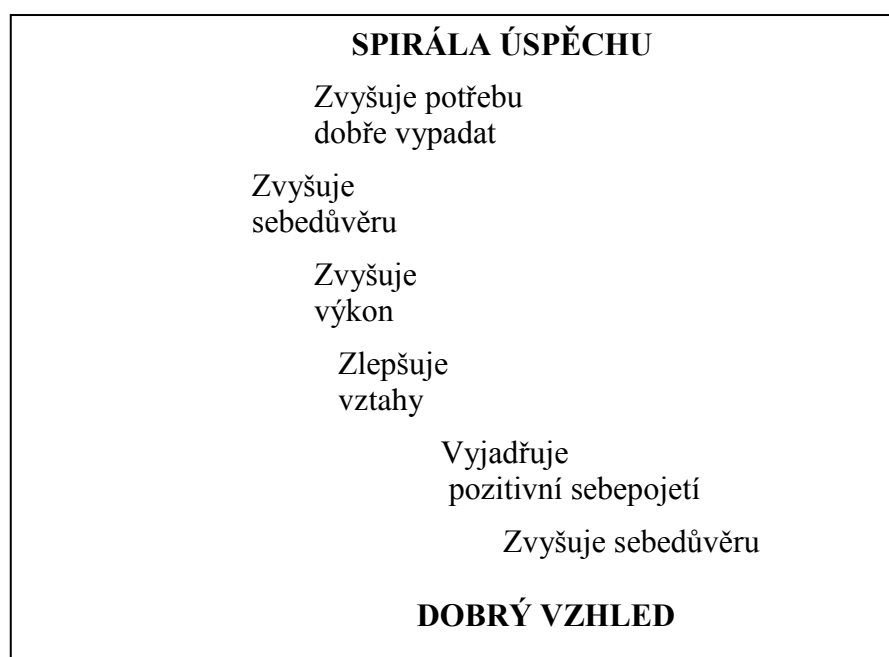 SPIRÁLA ÚSPĚCHU
Zvyšuje potřebu
dobře vypadat
Zvyšuje
sebedůvěru
Zvyšuje
výkon
Zlepšuje
vztahy
Vyjadřuje
pozitivní sebepojetí
Zvyšuje sebedůvěru
DOBRÝ VZHLED